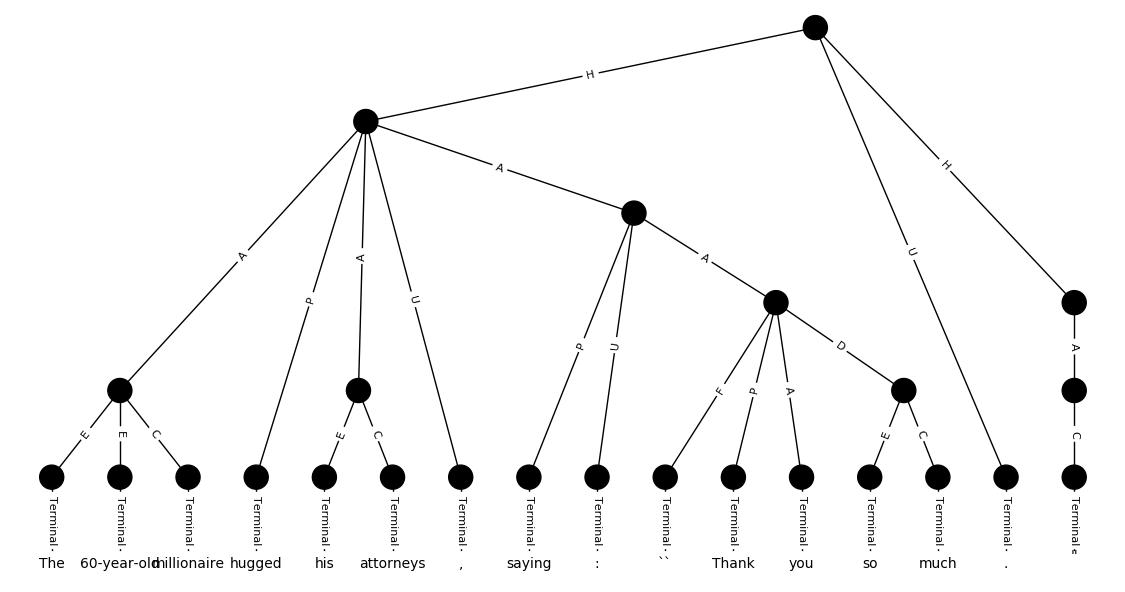 H
A
H
A
A
U
A
P
U
P
U
D
F
P
A
A
E
E
C
E
C
E
C
C
Terminal Terminal Terminal Terminal Terminal Terminal Terminal Terminal Terminal Terminal Terminal Terminal Terminal Terminal Terminal Terminal
The 60-year-old millionaire hugged his attorneys , saying : `` Thank you so much .